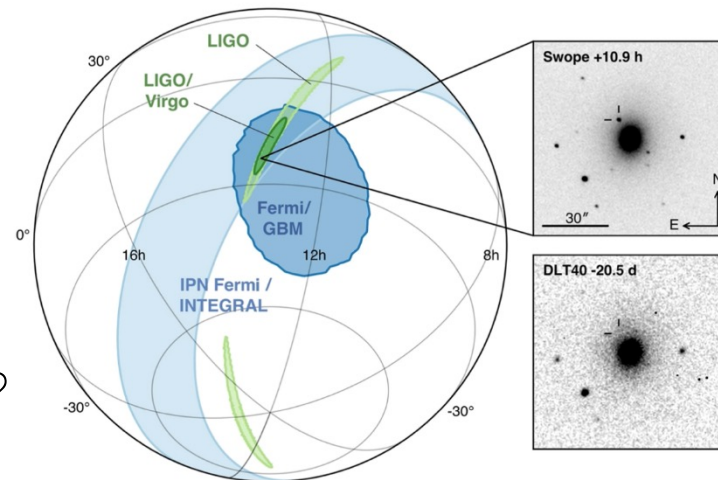 LIGO
30°
LIGO/
Virgo
Swope +10.9 h
N
30"
E
Fermi/
GBM
0°
16h
12h
8h
IPN Fermi /
INTEGRAL
DLT40 -20.5 d
-30°
-30°